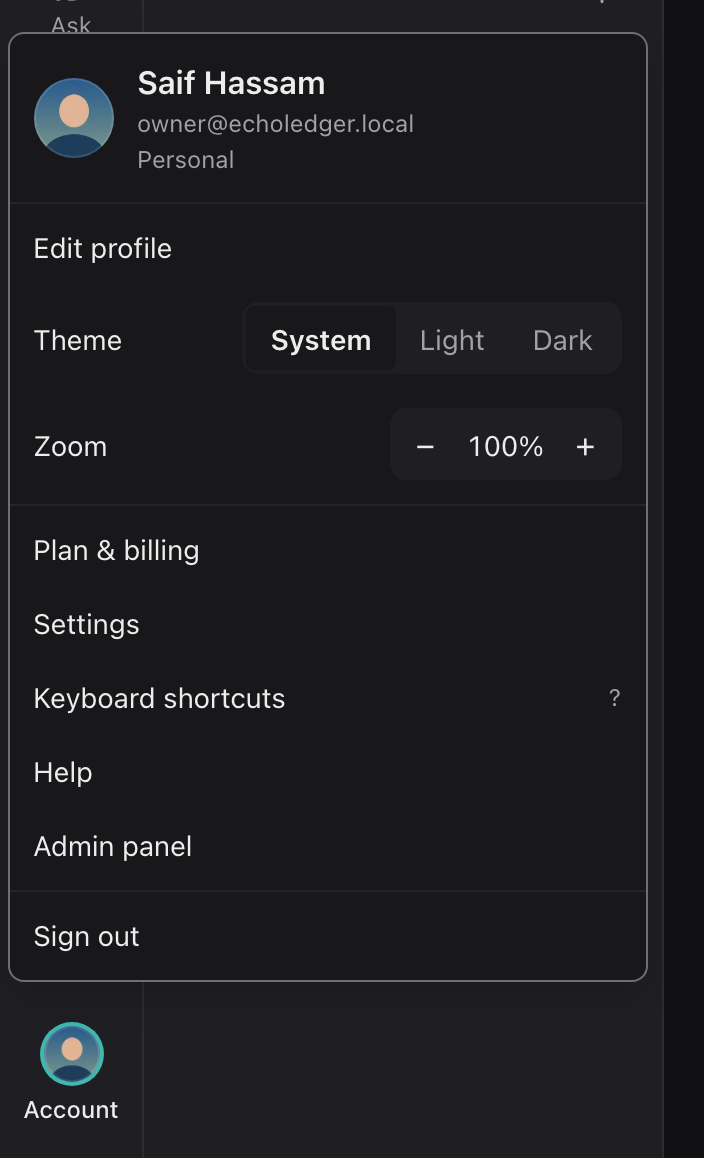 Ask
Saif Hassam
owner@echoledger.local
Personal
Edit profile
Theme System Light Dark
Zoom − 100% +
Plan & billing
Settings
Keyboard shortcuts ?
Help
Admin panel
Sign out
Account